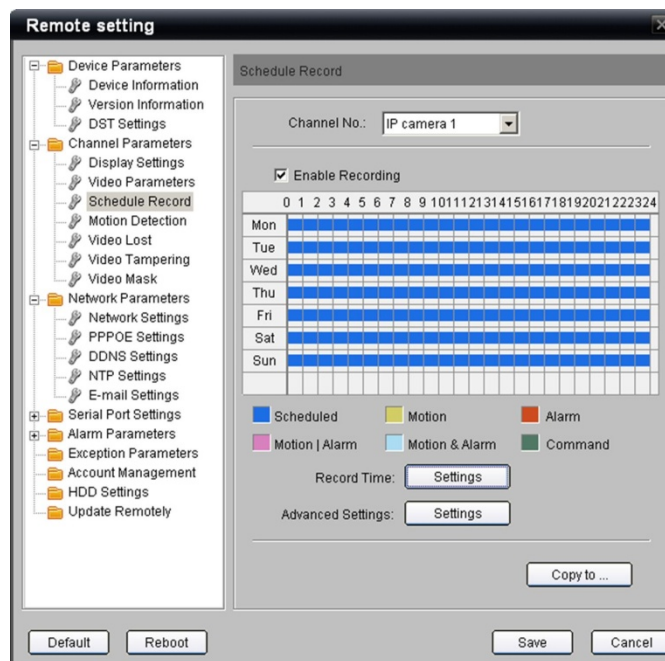 Remote setting
Device Parameters
Device Information
Version Information
DST Settings
Channel Parameters
Display Settings
Video Parameters
Schedule Record
Motion Detection
Video Lost
Video Tampering
Video Mask
Network Parameters
Network Settings
PPPOE Settings
DDNS Settings
NTP Settings
E-mail Settings
Serial Port Settings
Alarm Parameters
Exception Parameters
Account Management
HDD Settings
Update Remotely
Schedule Record
Channel No.: IP camera 1
Enable Recording
0 1 2 3 4 5 6 7 8 9 10 11 12 13 14 15 16 17 18 19 20 21 22 23 24
Mon
Tue
Wed
Thu
Fri
Sat
Sun
Scheduled Motion Alarm
Motion | Alarm Motion & Alarm Command
Record Time: Settings
Advanced Settings: Settings
Copy to ...
Default Reboot Save Cancel